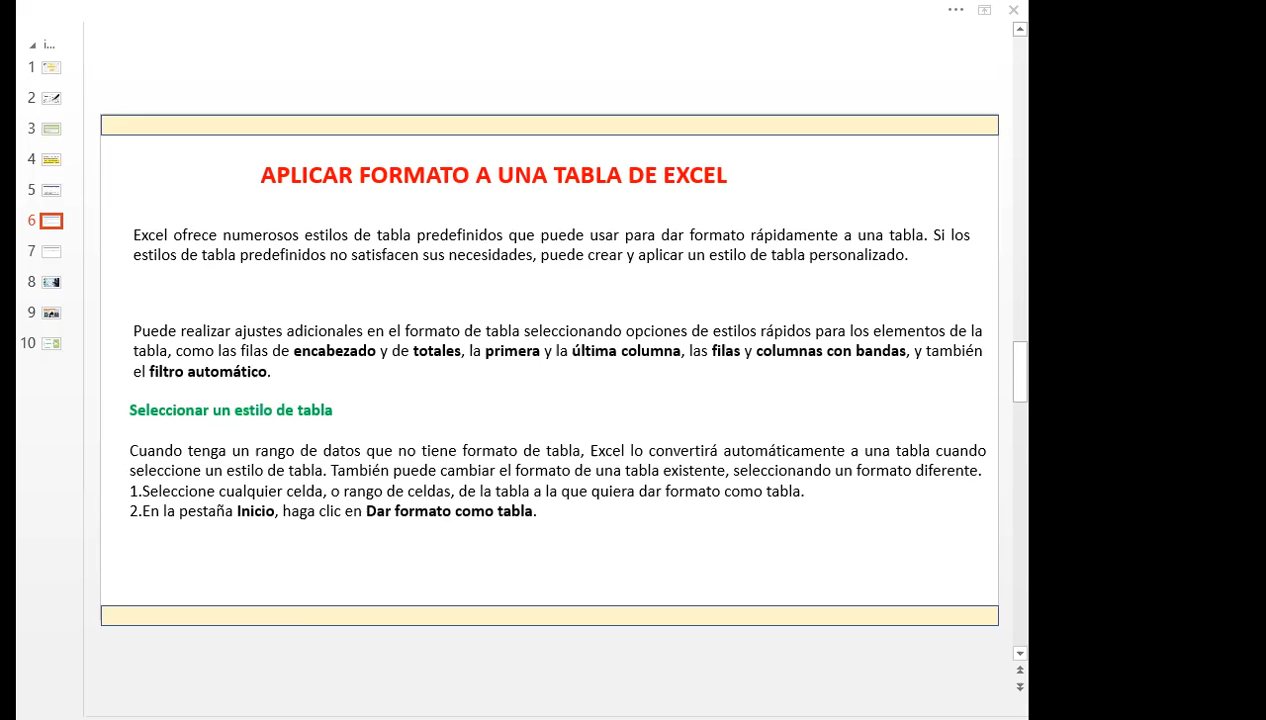 i...
1
2
3
4
5
6
7
8
9
10
APLICAR FORMATO A UNA TABLA DE EXCEL
Excel ofrece numerosos estilos de tabla predefinidos que puede usar para dar formato rápidamente a una tabla. Si los
estilos de tabla predefinidos no satisfacen sus necesidades, puede crear y aplicar un estilo de tabla personalizado.
Puede realizar ajustes adicionales en el formato de tabla seleccionando opciones de estilos rápidos para los elementos de la
tabla, como las filas de encabezado y de totales, la primera y la última columna, las filas y columnas con bandas, y también
el filtro automático.
Seleccionar un estilo de tabla
Cuando tenga un rango de datos que no tiene formato de tabla, Excel lo convertirá automáticamente a una tabla cuando
seleccione un estilo de tabla. También puede cambiar el formato de una tabla existente, seleccionando un formato diferente.
1.Seleccione cualquier celda, o rango de celdas, de la tabla a la que quiera dar formato como tabla.
2.En la pestaña Inicio, haga clic en Dar formato como tabla.